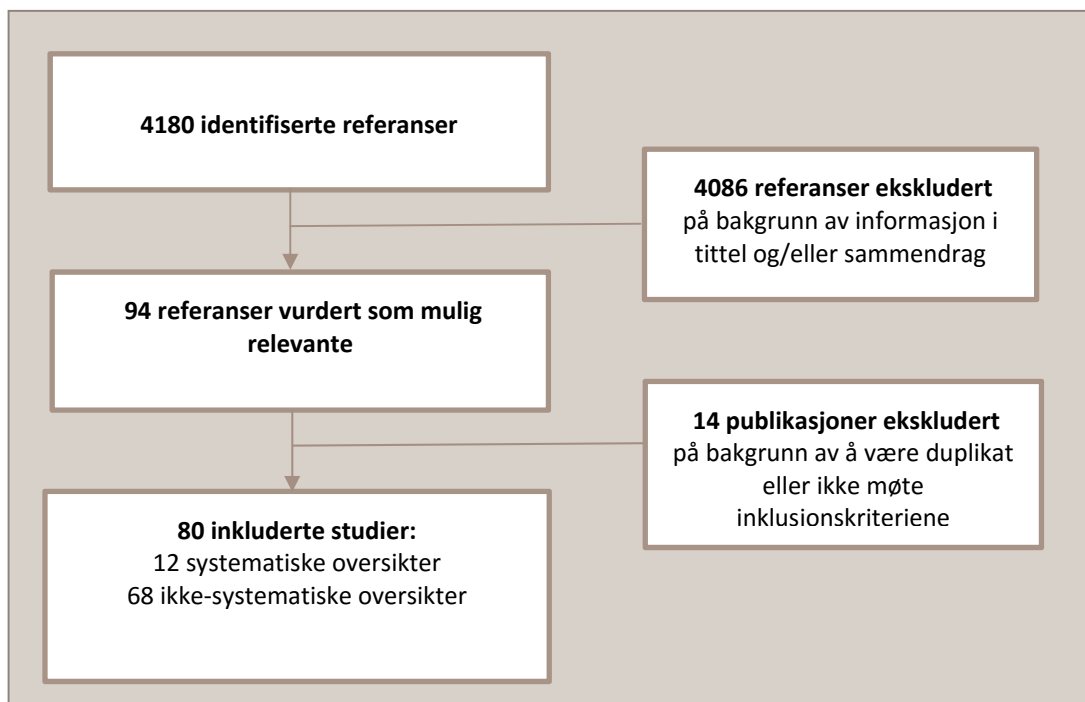 4180 identifiserte referanser
4086 referanser ekskludert
på bakgrunn av informasjon i
tittel og/eller sammendrag
94 referanser vurdert som mulig
relevante
14 publikasjoner ekskludert
på bakgrunn av å være duplikat
eller ikke møte
inklusionskriteriene
80 inkluderte studier:
12 systematiske oversikter
68 ikke-systematiske oversikter